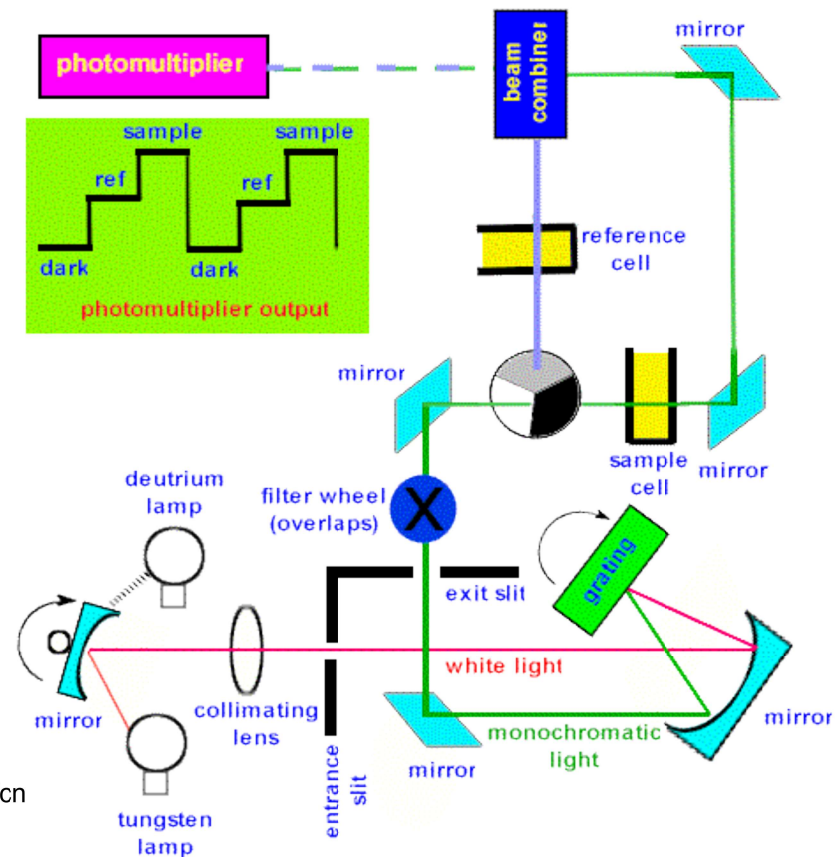 mirror
photomultiplier
beam
combiner
sample
sample
ref
ref
dark
dark
photomultiplier output
reference
cell
mirror
sample
cell
mirror
deutrium
lamp
filter wheel
(overlaps)
X
grating
exit slit
white light
mirror
collimating
lens
monochromatic
light
mirror
mirror
entrance
slit
cn
tungsten
lamp